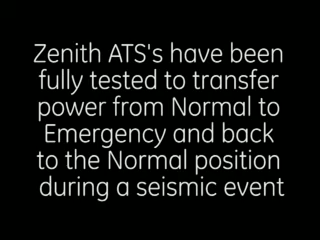 Zenith ATS's have been
fully tested to transfer
power from Normal to
Emergency and back
to the Normal position
during a seismic event